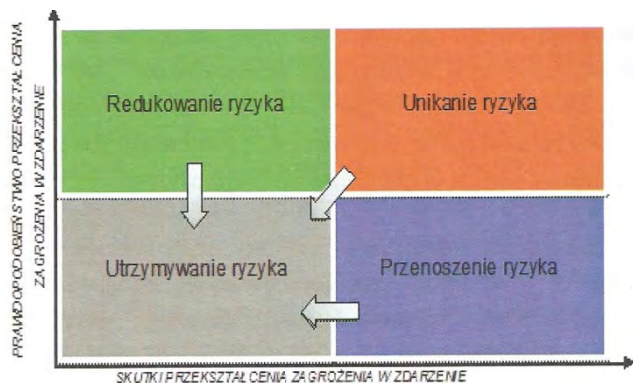 PRAWDOPODOBIEŃSTWO PRZEKSZTAŁCENIA
ZAGROŻENIA W ZDARZENIE
Redukowanie ryzyka
Unikanie ryzyka
Utrzymywanie ryzyka
Przenoszenie ryzyka
SKUTKI PRZEKSZTAŁCENIA ZAGROŻENIA W ZDARZENIE